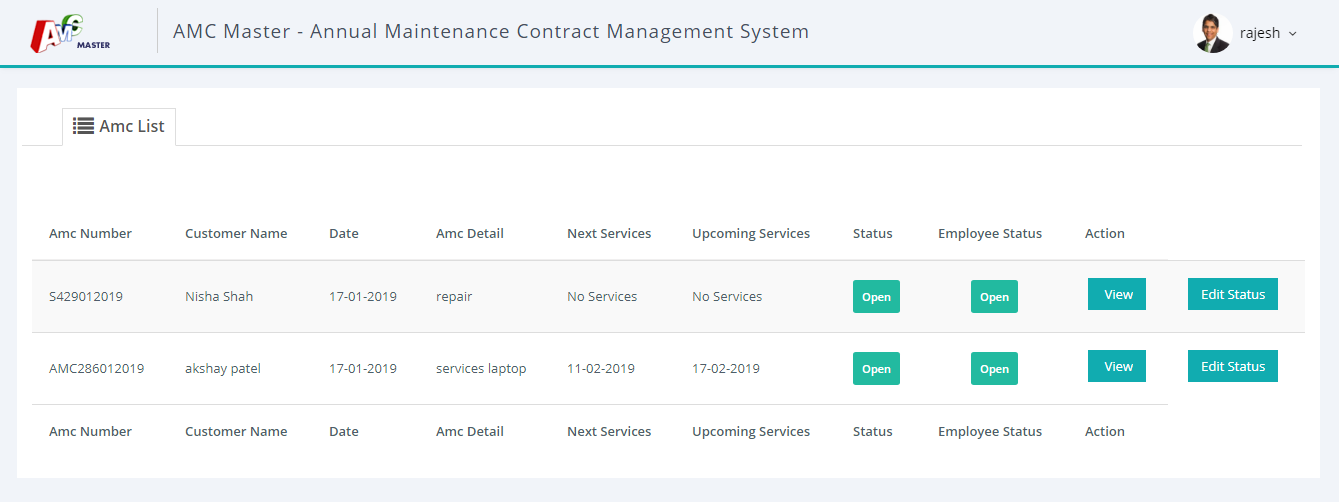 AMC MASTER
AMC Master - Annual Maintenance Contract Management System
rajesh
Amc List
Amc Number Customer Name Date Amc Detail Next Services Upcoming Services Status Employee Status Action
S429012019 Nisha Shah 17-01-2019 repair No Services No Services Open Open View Edit Status
AMC286012019 akshay patel 17-01-2019 services laptop 11-02-2019 17-02-2019 Open Open View Edit Status
Amc Number Customer Name Date Amc Detail Next Services Upcoming Services Status Employee Status Action